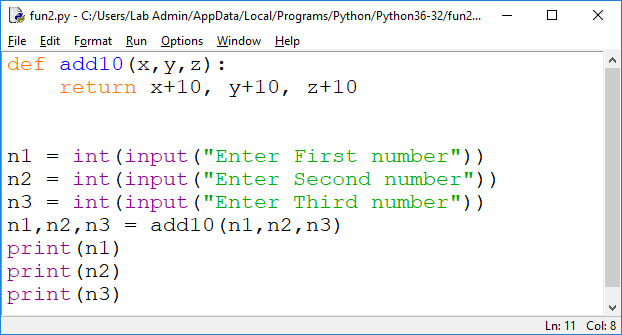 fun2.py - C:/Users/Lab Admin/AppData/Local/Programs/Python/Python36-32/fun2....
File Edit Format Run Options Window Help
def add10(x,y,z):
    return x+10, y+10, z+10
n1 = int(input("Enter First number"))
n2 = int(input("Enter Second number"))
n3 = int(input("Enter Third number"))
n1,n2,n3 = add10(n1,n2,n3)
print(n1)
print(n2)
print(n3)
Ln: 11 Col: 8